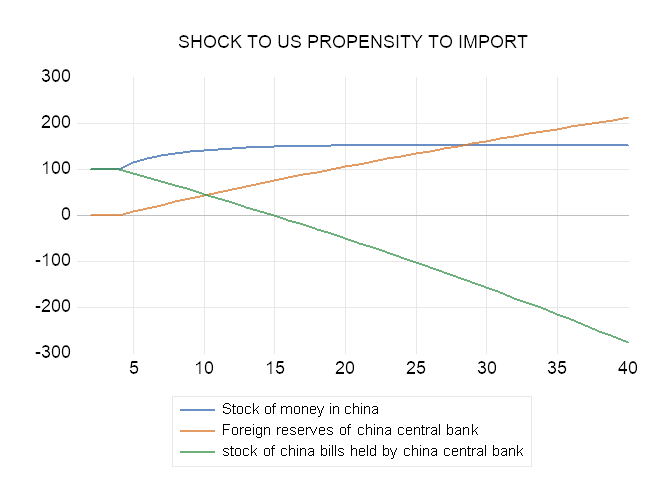 SHOCK TO US PROPENSITY TO IMPORT
300
200
100
0
-100
-200
-300
5 10 15 20 25 30 35 40
Stock of money in china
Foreign reserves of china central bank
stock of china bills held by china central bank